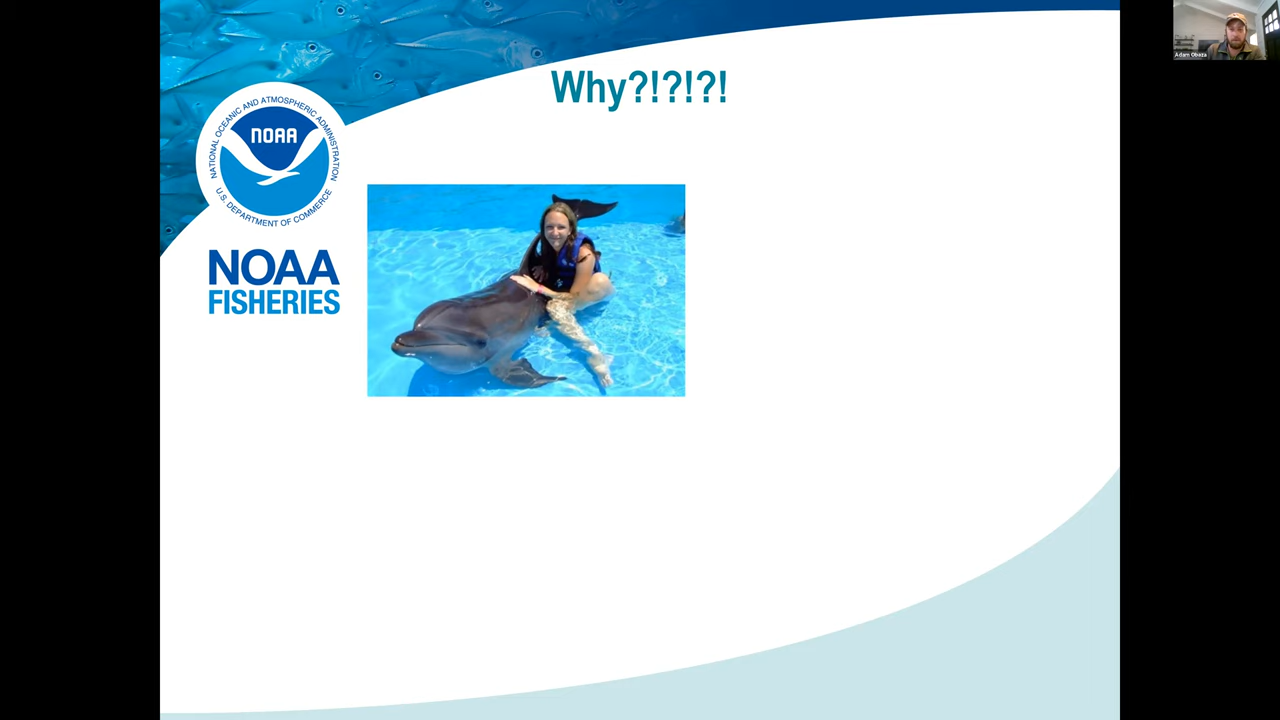 Why?!?!?!
NATIONAL OCEANIC AND ATMOSPHERIC ADMINISTRATION
NOAA
U.S. DEPARTMENT OF COMMERCE
NOAA
FISHERIES
Adam Obaza